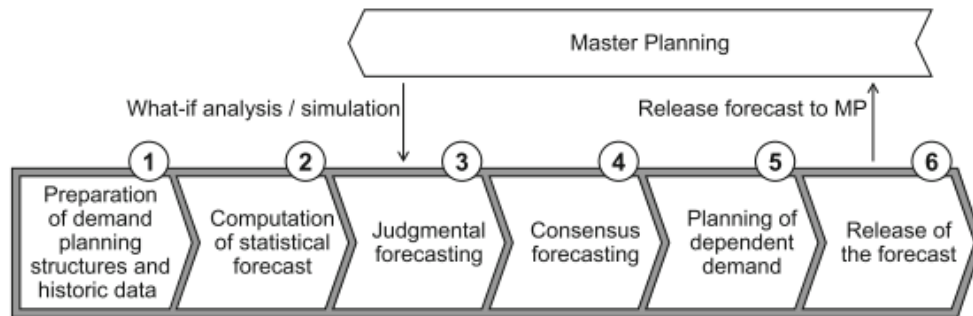 Master Planning
What-if analysis / simulation
Release forecast to MP
1
2
3
4
5
6
Preparation
of demand
planning
structures and
historic data
Computation
of statistical
forecast
Judgmental
forecasting
Consensus
forecasting
Planning of
dependent
demand
Release of
the forecast